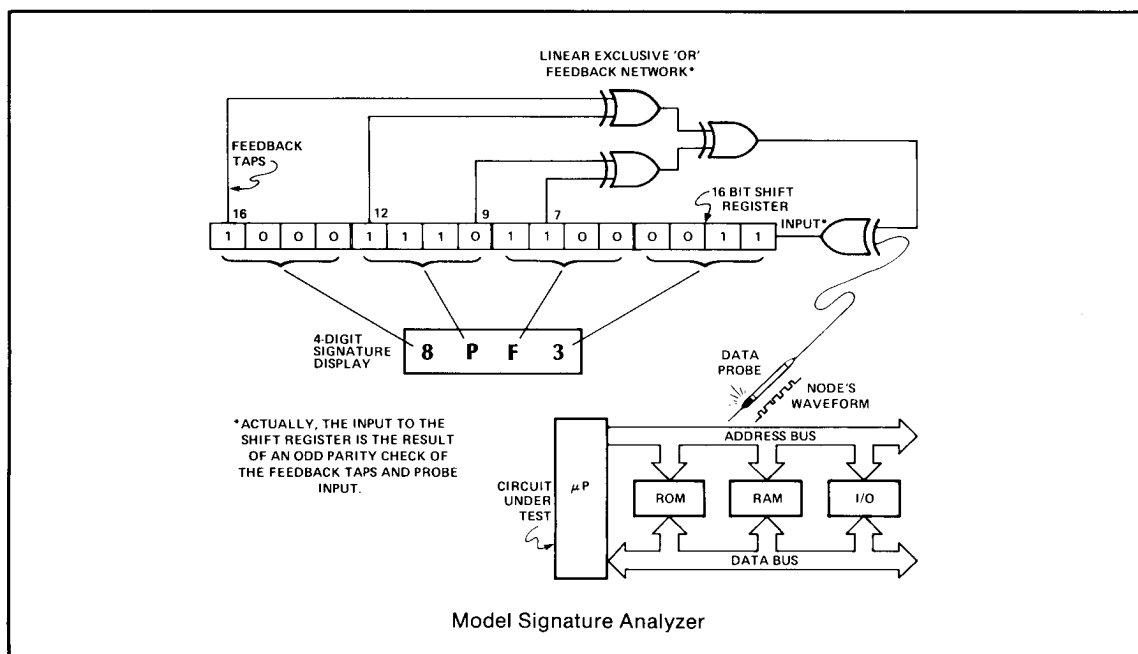 LINEAR EXCLUSIVE 'OR'
FEEDBACK NETWORK*
FEEDBACK
TAPS
16 BIT SHIFT
REGISTER
16 12 9 7
INPUT*
1 0 0 0 1 1 1 0 1 1 0 0 0 0 1 1
4-DIGIT
SIGNATURE
DISPLAY
8 P F 3
DATA
PROBE
NODE'S
WAVEFORM
*ACTUALLY, THE INPUT TO THE
SHIFT REGISTER IS THE RESULT
OF AN ODD PARITY CHECK OF
THE FEEDBACK TAPS AND PROBE
INPUT.
CIRCUIT
UNDER
TEST
μP
ADDRESS BUS
ROM RAM I/O
DATA BUS
Model Signature Analyzer